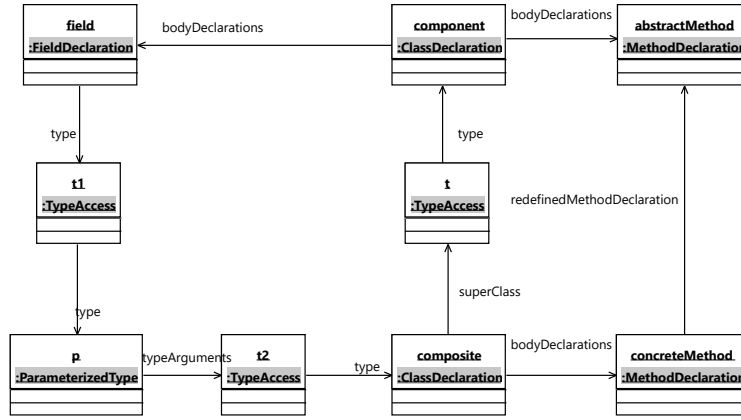 field
:FieldDeclaration
bodyDeclarations
component
:ClassDeclaration
bodyDeclarations
abstractMethod
:MethodDeclaration
type
type
t1
:TypeAccess
t
:TypeAccess
redefinedMethodDeclaration
superClass
type
p
:ParameterizedType
typeArguments
t2
:TypeAccess
type
composite
:ClassDeclaration
bodyDeclarations
concreteMethod
:MethodDeclaration